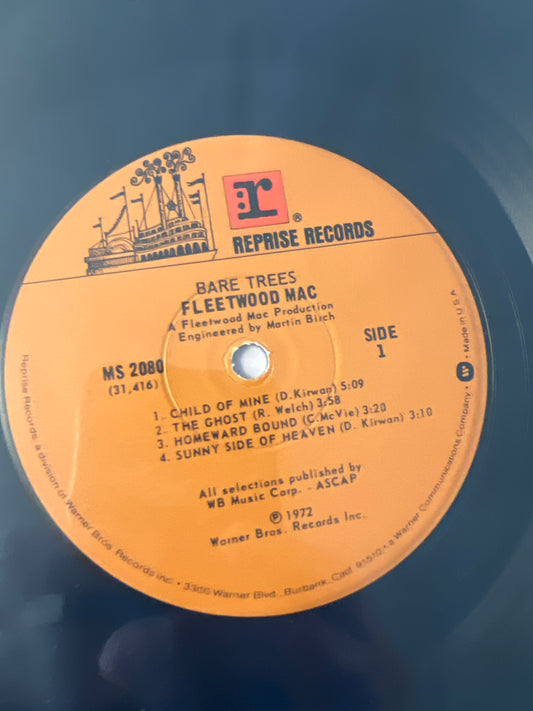 r ®
REPRISE RECORDS
BARE TREES
FLEETWOOD MAC
A Fleetwood Mac Production
Engineered by Martin Birch
MS 2080
(31,416)
SIDE
1
1. CHILD OF MINE (D. Kirwan) 5:09
2. THE GHOST (R. Welch) 3:58
3. HOMEWARD BOUND (C. McVie) 3:20
4. SUNNY SIDE OF HEAVEN (D. Kirwan) 3:10
All selections published by
WB Music Corp. - ASCAP
℗ 1972
Warner Bros. Records Inc.
Reprise Records, a division of Warner Bros. Records Inc. • 3300 Warner Blvd., Burbank, Calif. 91510 • a Warner Communications Company • W • Made in U.S.A.